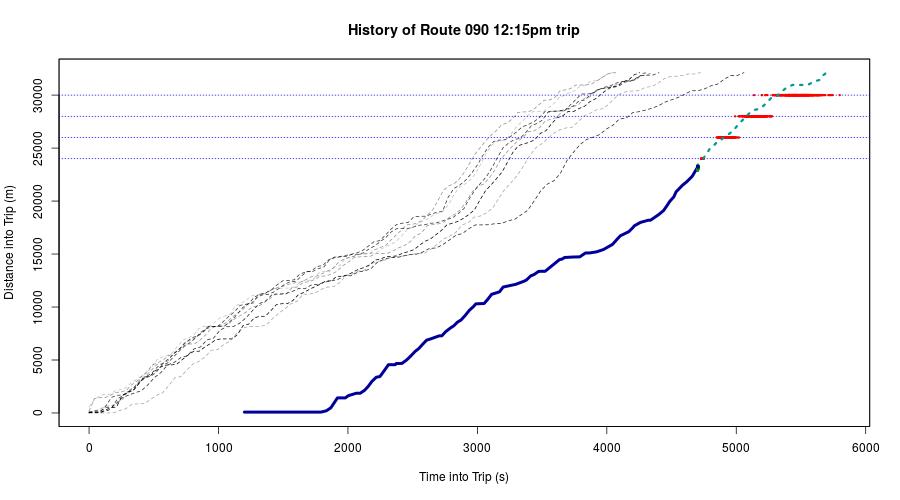 History of Route 090 12:15pm trip
Distance into Trip (m)
30000
25000
20000
15000
10000
5000
0
0 1000 2000 3000 4000 5000 6000
Time into Trip (s)